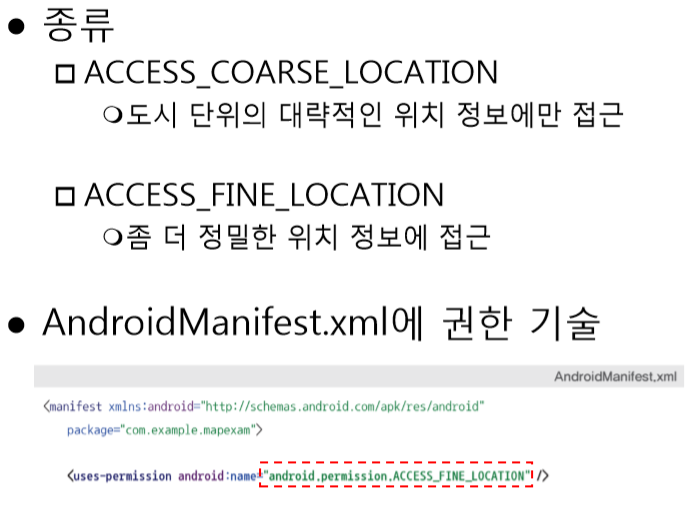 ● 종류
□ ACCESS_COARSE_LOCATION
○도시 단위의 대략적인 위치 정보에만 접근
□ ACCESS_FINE_LOCATION
○좀 더 정밀한 위치 정보에 접근
● AndroidManifest.xml에 권한 기술
AndroidManifest.xml
<manifest xmlns:android="http://schemas.android.com/apk/res/android"
package="com.example.mapexam">
<uses-permission android:name="android.permission.ACCESS_FINE_LOCATION" />